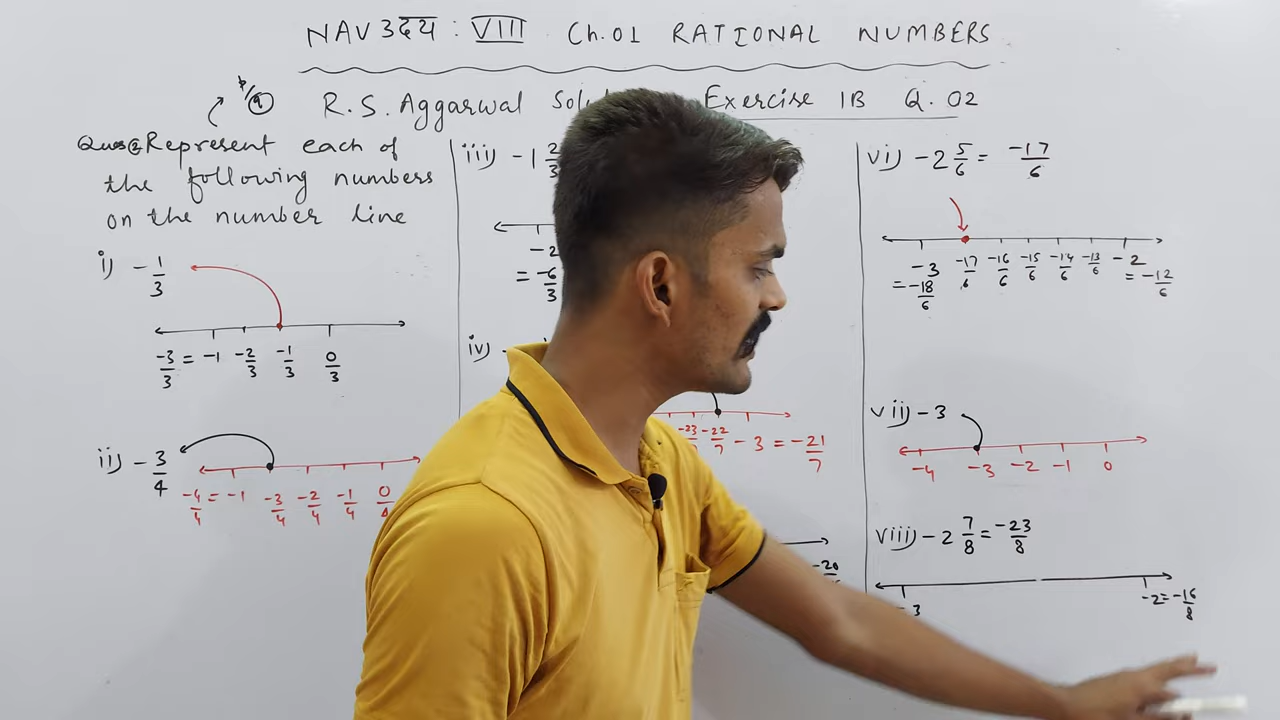 NAV उदय : VIII Ch.01 RATIONAL NUMBERS
R.S. Aggarwal Exercise 1B Q.02
p/q
Represent each of
the following numbers
on the number line
i) -1/3
-3/3 = -1 -2/3 -1/3 0/3
ii) -3/4
-4/4 = -1 -3/4 -2/4 -1/4 0/4
iii) -1 2/3
-2
= -6/3
iv) -
-23 -22/7 -3 = -21/7
-20
vi) -2 5/6 = -17/6
-3 -17/6 -16/6 -15/6 -14/6 -13/6 -2
= -18/6 = -12/6
vii) -3
-4 -3 -2 -1 0
viii) -2 7/8 = -23/8
-3 -2 = -16/8